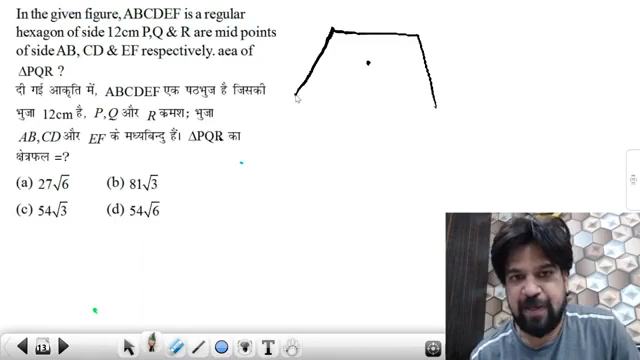 In the given figure, ABCDEF is a regular
hexagon of side 12cm P,Q & R are mid points
of side AB, CD & EF respectively. aea of
ΔPQR ?
दी गई आकृति में, ABCDEF एक षठभुज है जिसकी
भुजा 12cm है, P, Q और R क्रमश: भुजा
AB, CD और EF के मध्यबिन्दु हैं। ΔPQR का
क्षेत्रफल =?
(a) 27√6 (b) 81√3
(c) 54√3 (d) 54√6
13
T